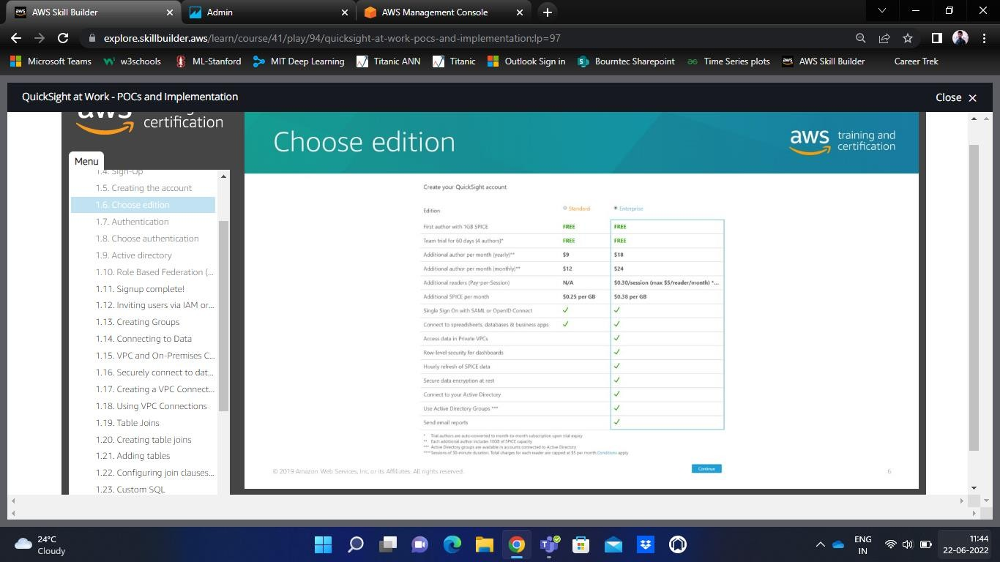 AWS Skill Builder
Admin
AWS Management Console
explore.skillbuilder.aws/learn/course/41/play/94/quicksight-at-work-pocs-and-implementation;lp=97
Microsoft Teams
w3schools
ML-Stanford
MIT Deep Learning
Titanic ANN
Titanic
Outlook Sign in
Bourntec Sharepoint
Time Series plots
AWS Skill Builder
Career Trek
QuickSight at Work - POCs and Implementation
Close
aws
certification
Menu
1.4. Sign-Up
1.5. Creating the account
1.6. Choose edition
1.7. Authentication
1.8. Choose authentication
1.9. Active directory
1.10. Role Based Federation (...
1.11. Signup complete!
1.12. Inviting users via IAM or...
1.13. Creating Groups
1.14. Connecting to Data
1.15. VPC and On-Premises C...
1.16. Securely connect to dat...
1.17. Creating a VPC Connect...
1.18. Using VPC Connections
1.19. Table Joins
1.20. Creating table joins
1.21. Adding tables
1.22. Configuring join clauses...
1.23. Custom SQL
Choose edition
aws training and
certification
Create your QuickSight account
Edition Standard Enterprise
First author with 1GB SPICE FREE FREE
Team trial for 60 days (4 authors)* FREE FREE
Additional author per month (yearly)** $9 $18
Additional author per month (monthly)** $12 $24
Additional readers (Pay-per-Session) N/A $0.30/session (max $5/reader/month) *...
Additional SPICE per month $0.25 per GB $0.38 per GB
Single Sign On with SAML or OpenID Connect
Connect to spreadsheets, databases & business apps
Access data in Private VPCs
Row-level security for dashboards
Hourly refresh of SPICE data
Secure data encryption at rest
Connect to your Active Directory
Use Active Directory Groups ***
Send email reports
* Trial authors are auto-converted to month-to-month subscription upon trial expiry
** Each additional author includes 10GB of SPICE capacity
*** Active Directory groups are available in accounts connected to Active Directory
**** Sessions of 30-minute duration. Total charges for each reader are capped at $5 per month.Conditions apply
Continue
© 2019 Amazon Web Services, Inc. or its Affiliates. All rights reserved.
6
24°C
Cloudy
ENG
IN
11:44
22-06-2022